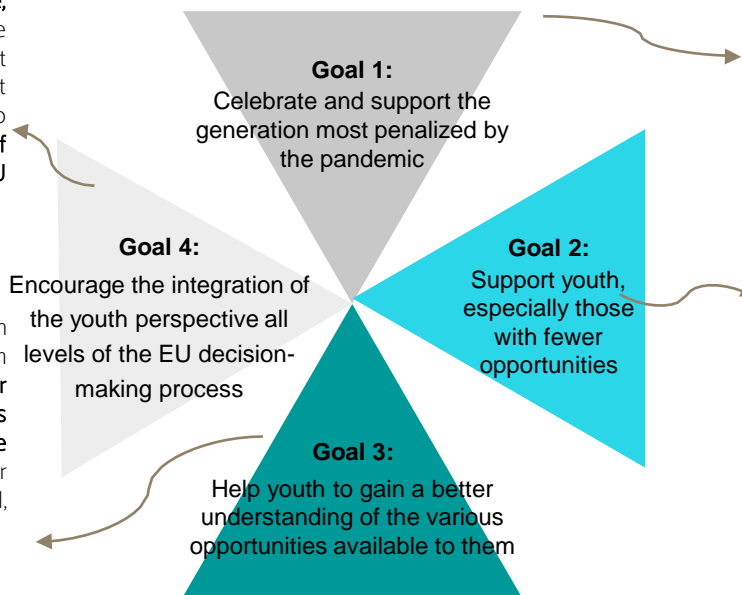 Goal 1:
Celebrate and support the
generation most penalized by
the pandemic
Goal 2:
Support youth,
especially those
with fewer
opportunities
Goal 3:
Help youth to gain a better
understanding of the various
opportunities available to them
Goal 4:
Encourage the integration of
the youth perspective all
levels of the EU decision-
making process